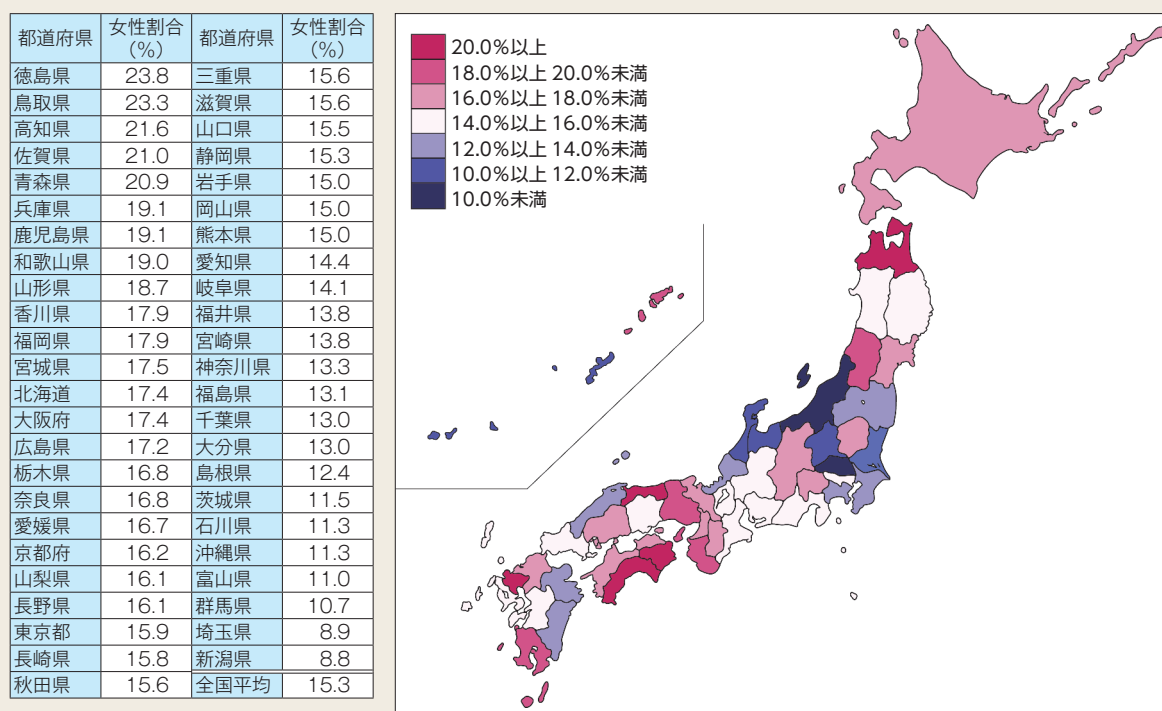 都道府県 女性割合（％） 都道府県 女性割合（％）
徳島県 23.8 三重県 15.6
鳥取県 23.3 滋賀県 15.6
高知県 21.6 山口県 15.5
佐賀県 21.0 静岡県 15.3
青森県 20.9 岩手県 15.0
兵庫県 19.1 岡山県 15.0
鹿児島県 19.1 熊本県 15.0
和歌山県 19.0 愛知県 14.4
山形県 18.7 岐阜県 14.1
香川県 17.9 福井県 13.8
福岡県 17.9 宮崎県 13.8
宮城県 17.5 神奈川県 13.3
北海道 17.4 福島県 13.1
大阪府 17.4 千葉県 13.0
広島県 17.2 大分県 13.0
栃木県 16.8 島根県 12.4
奈良県 16.8 茨城県 11.5
愛媛県 16.7 石川県 11.3
京都府 16.2 沖縄県 11.3
山梨県 16.1 富山県 11.0
長野県 16.1 群馬県 10.7
東京都 15.9 埼玉県 8.9
長崎県 15.8 新潟県 8.8
秋田県 15.6 全国平均 15.3
20.0％以上
18.0％以上 20.0％未満
16.0％以上 18.0％未満
14.0％以上 16.0％未満
12.0％以上 14.0％未満
10.0％以上 12.0％未満
10.0％未満